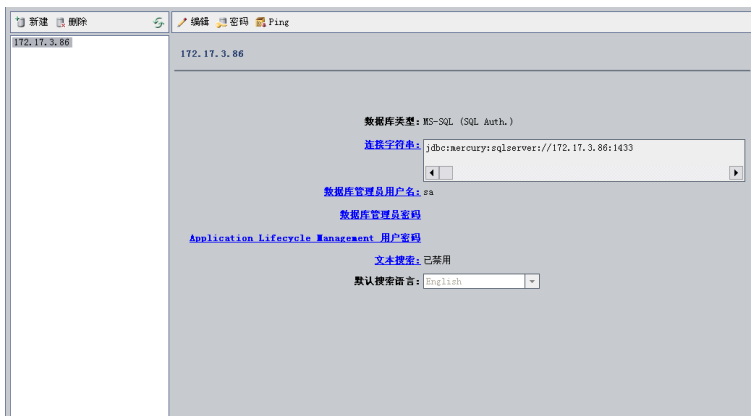 新建 删除 编辑 密码 Ping
172.17.3.86
172.17.3.86
数据库类型: MS-SQL (SQL Auth.)
连接字符串: jdbc:mercury:sqlserver://172.17.3.86:1433
数据库管理员用户名: sa
数据库管理员密码
Application Lifecycle Management 用户密码
文本搜索: 已禁用
默认搜索语言: English